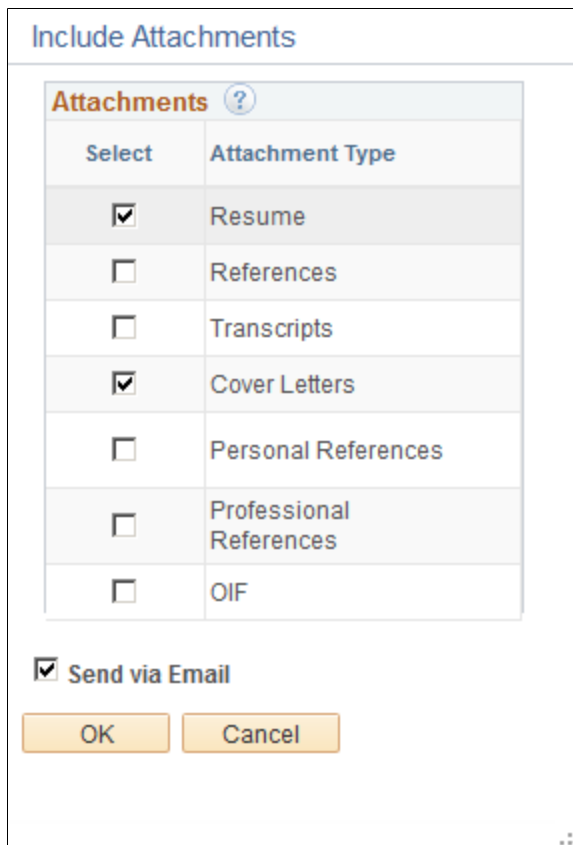 Include Attachments
Attachments ?
Select Attachment Type
Resume
References
Transcripts
Cover Letters
Personal References
Professional
References
OIF
Send via Email
OK Cancel